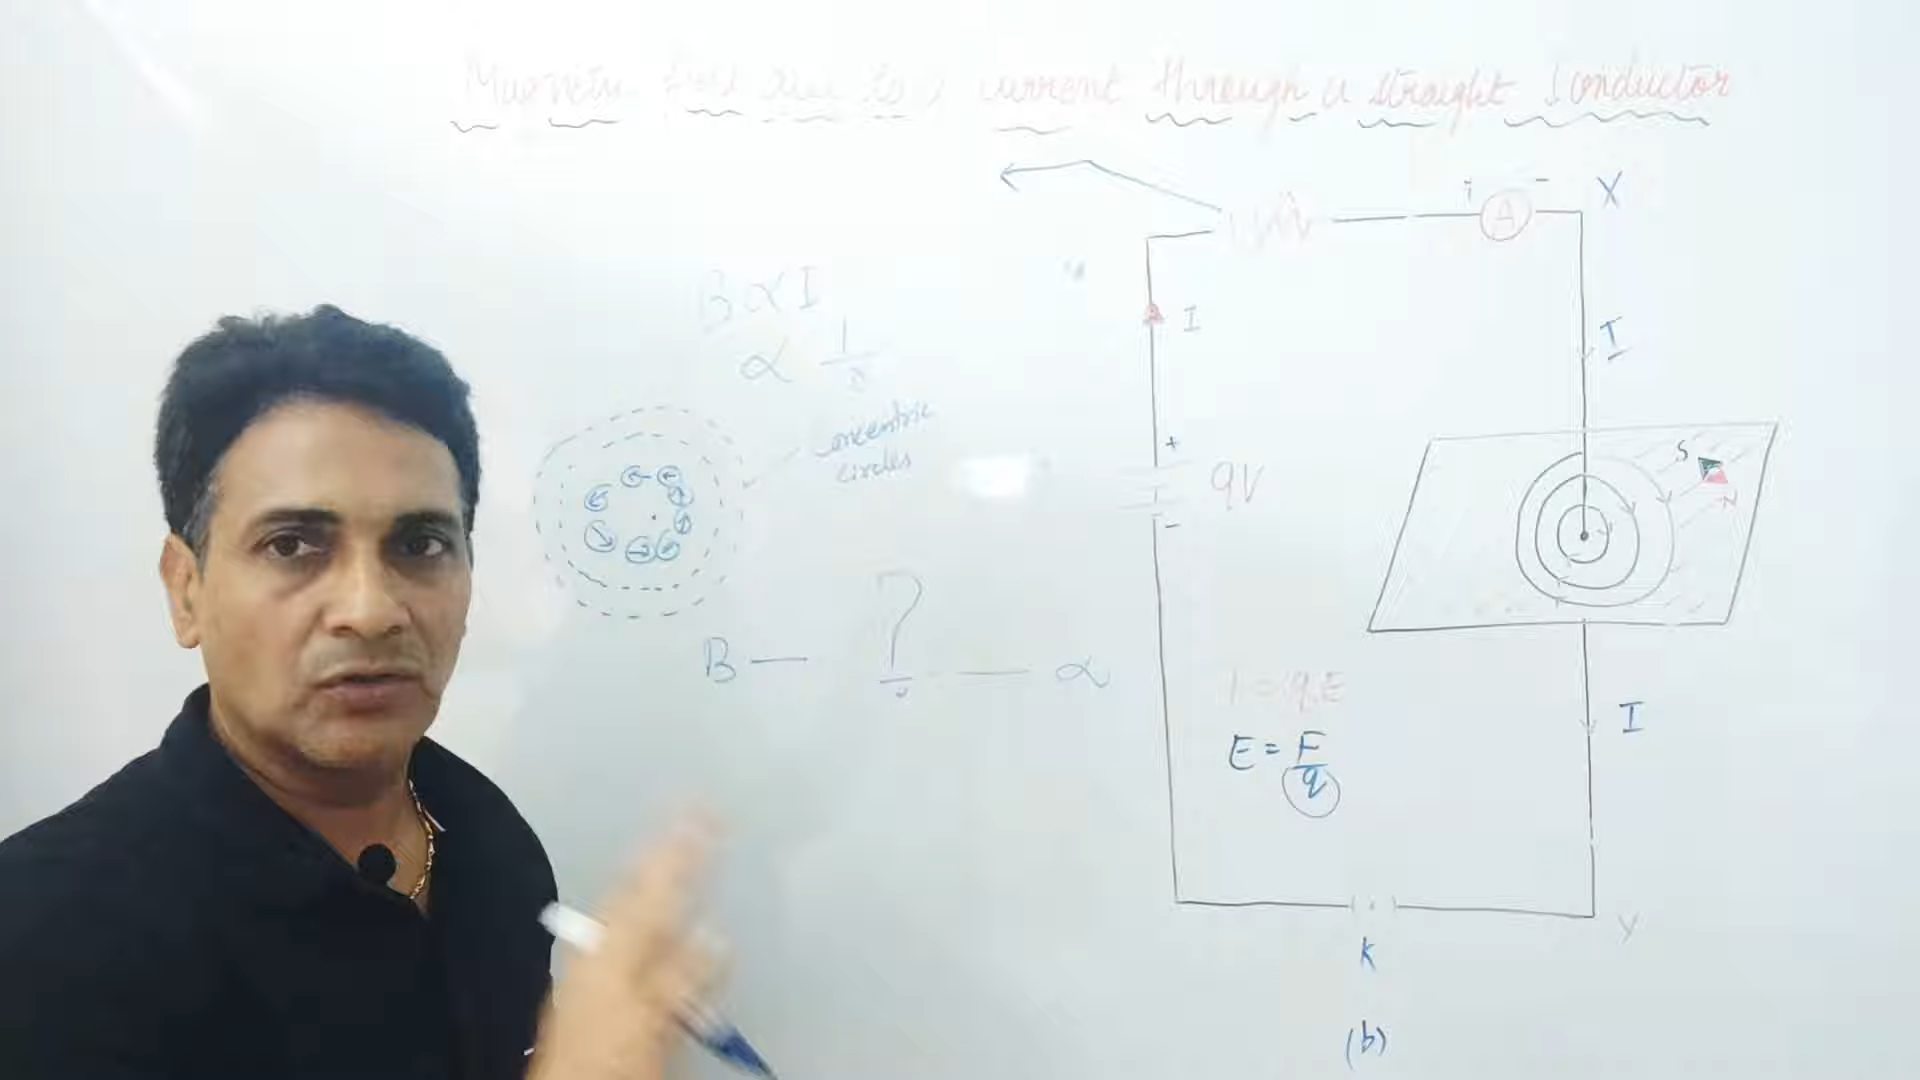 Magnetic field due to a current through a straight conductor
+ -
A
X
B ∝ I
I
∝ 1
I
concentric
circles
S
N
+
9V
-
B — ? — ∝
= q.E
E = F
q
I
Y
K
(b)